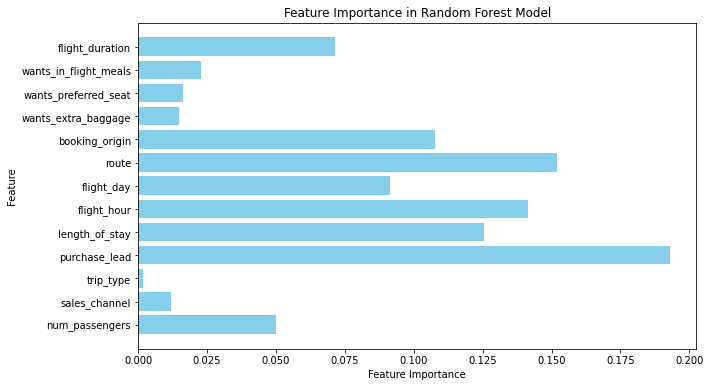 Feature Importance in Random Forest Model
flight_duration
wants_in_flight_meals
wants_preferred_seat
wants_extra_baggage
booking_origin
route
flight_day
flight_hour
length_of_stay
purchase_lead
trip_type
sales_channel
num_passengers
Feature
0.000 0.025 0.050 0.075 0.100 0.125 0.150 0.175 0.200
Feature Importance